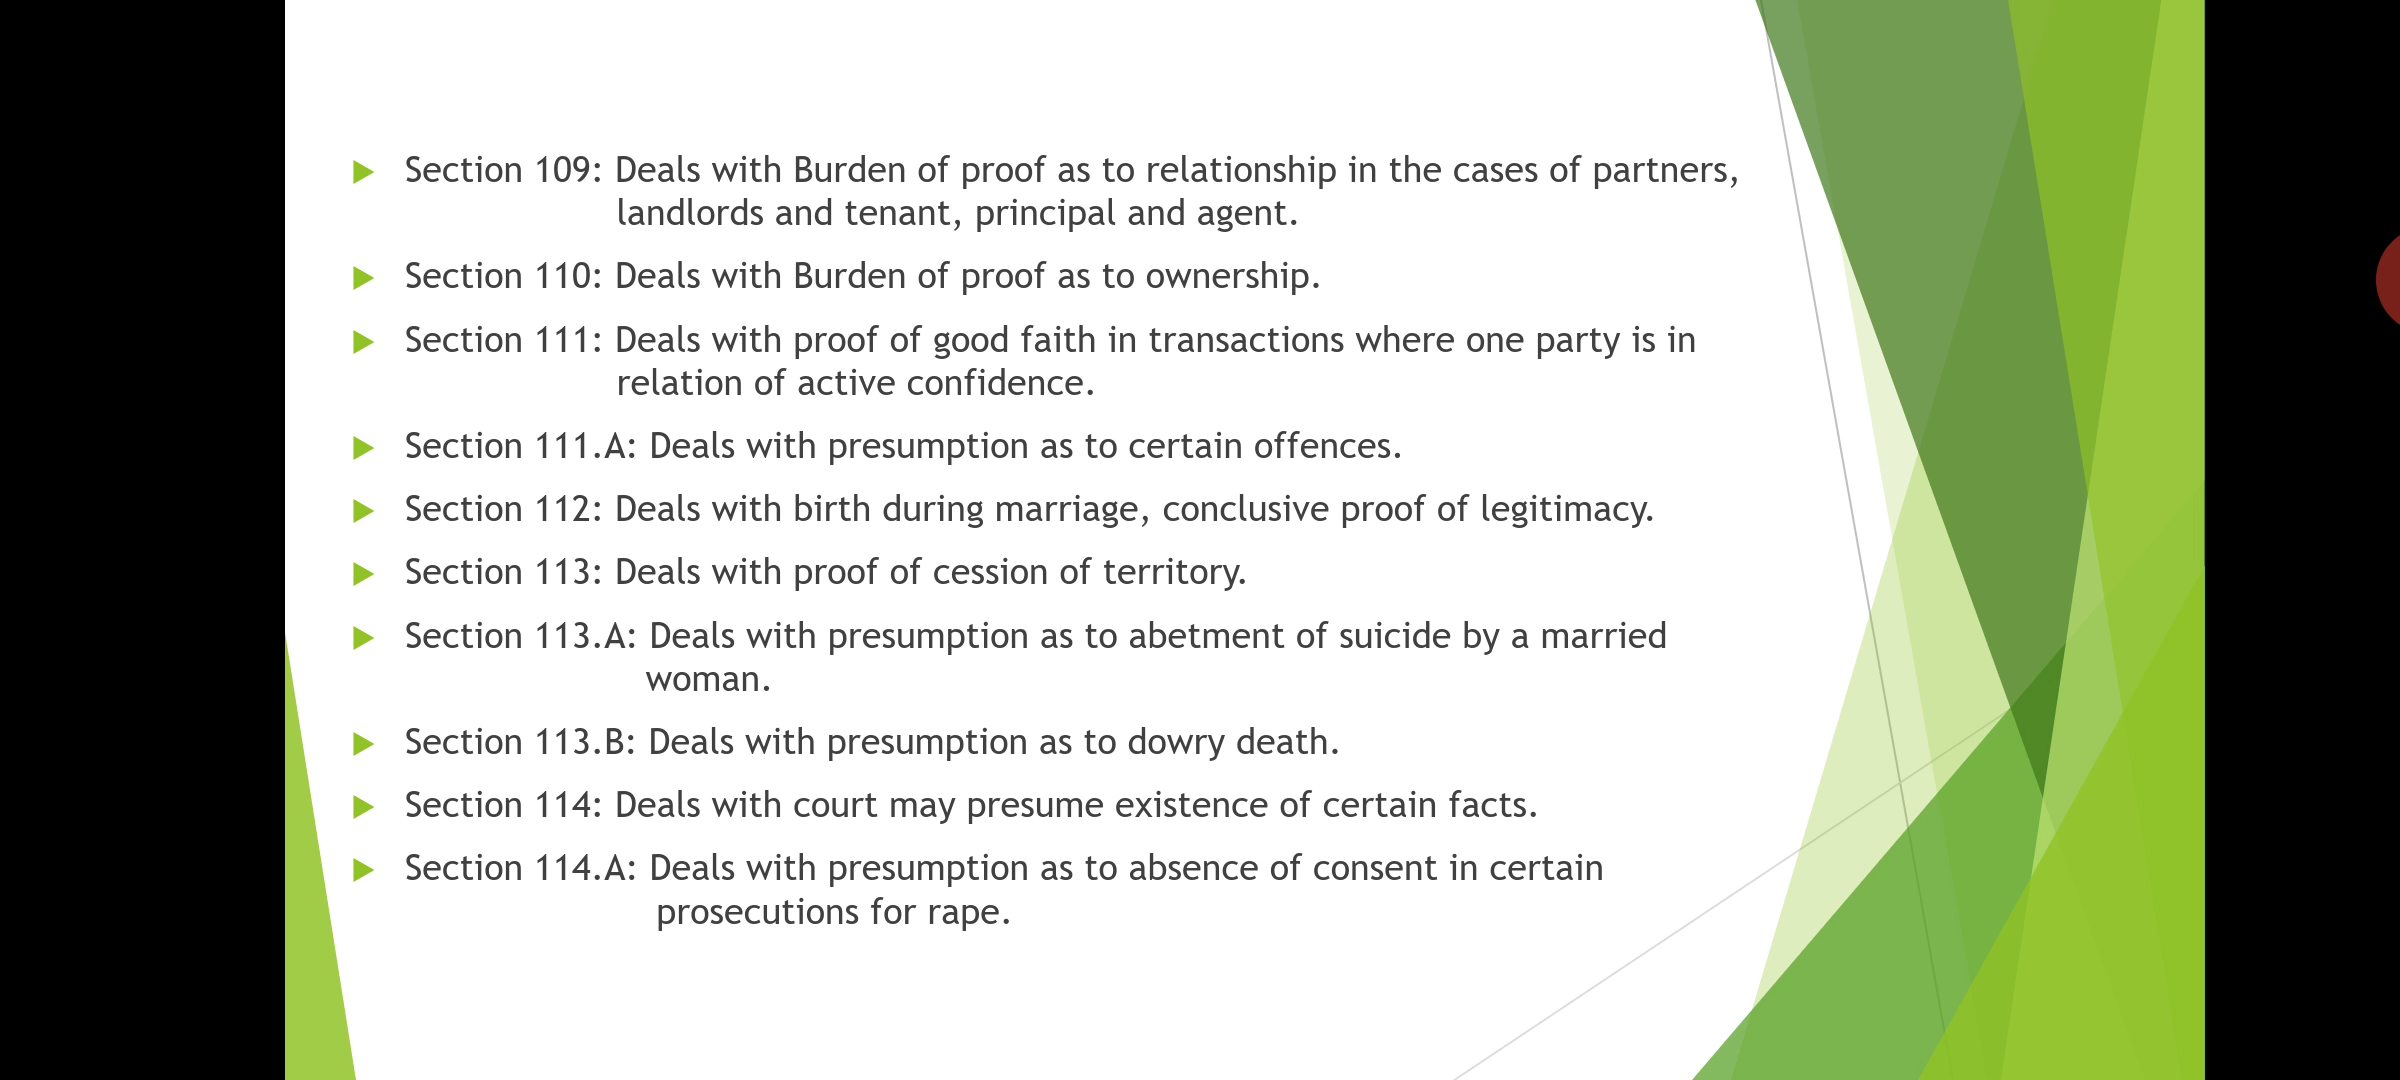 Section 109: Deals with Burden of proof as to relationship in the cases of partners,
landlords and tenant, principal and agent.
Section 110: Deals with Burden of proof as to ownership.
Section 111: Deals with proof of good faith in transactions where one party is in
relation of active confidence.
Section 111.A: Deals with presumption as to certain offences.
Section 112: Deals with birth during marriage, conclusive proof of legitimacy.
Section 113: Deals with proof of cession of territory.
Section 113.A: Deals with presumption as to abetment of suicide by a married
woman.
Section 113.B: Deals with presumption as to dowry death.
Section 114: Deals with court may presume existence of certain facts.
Section 114.A: Deals with presumption as to absence of consent in certain
prosecutions for rape.